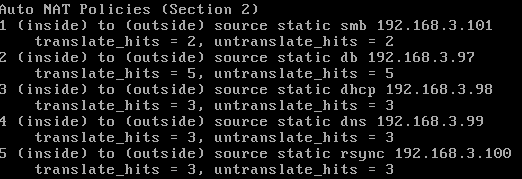 Auto NAT Policies (Section 2)
1 (inside) to (outside) source static smb 192.168.3.101
    translate_hits = 2, untranslate_hits = 2
2 (inside) to (outside) source static db 192.168.3.97
    translate_hits = 5, untranslate_hits = 5
3 (inside) to (outside) source static dhcp 192.168.3.98
    translate_hits = 3, untranslate_hits = 3
4 (inside) to (outside) source static dns 192.168.3.99
    translate_hits = 3, untranslate_hits = 3
5 (inside) to (outside) source static rsync 192.168.3.100
    translate_hits = 3, untranslate_hits = 3